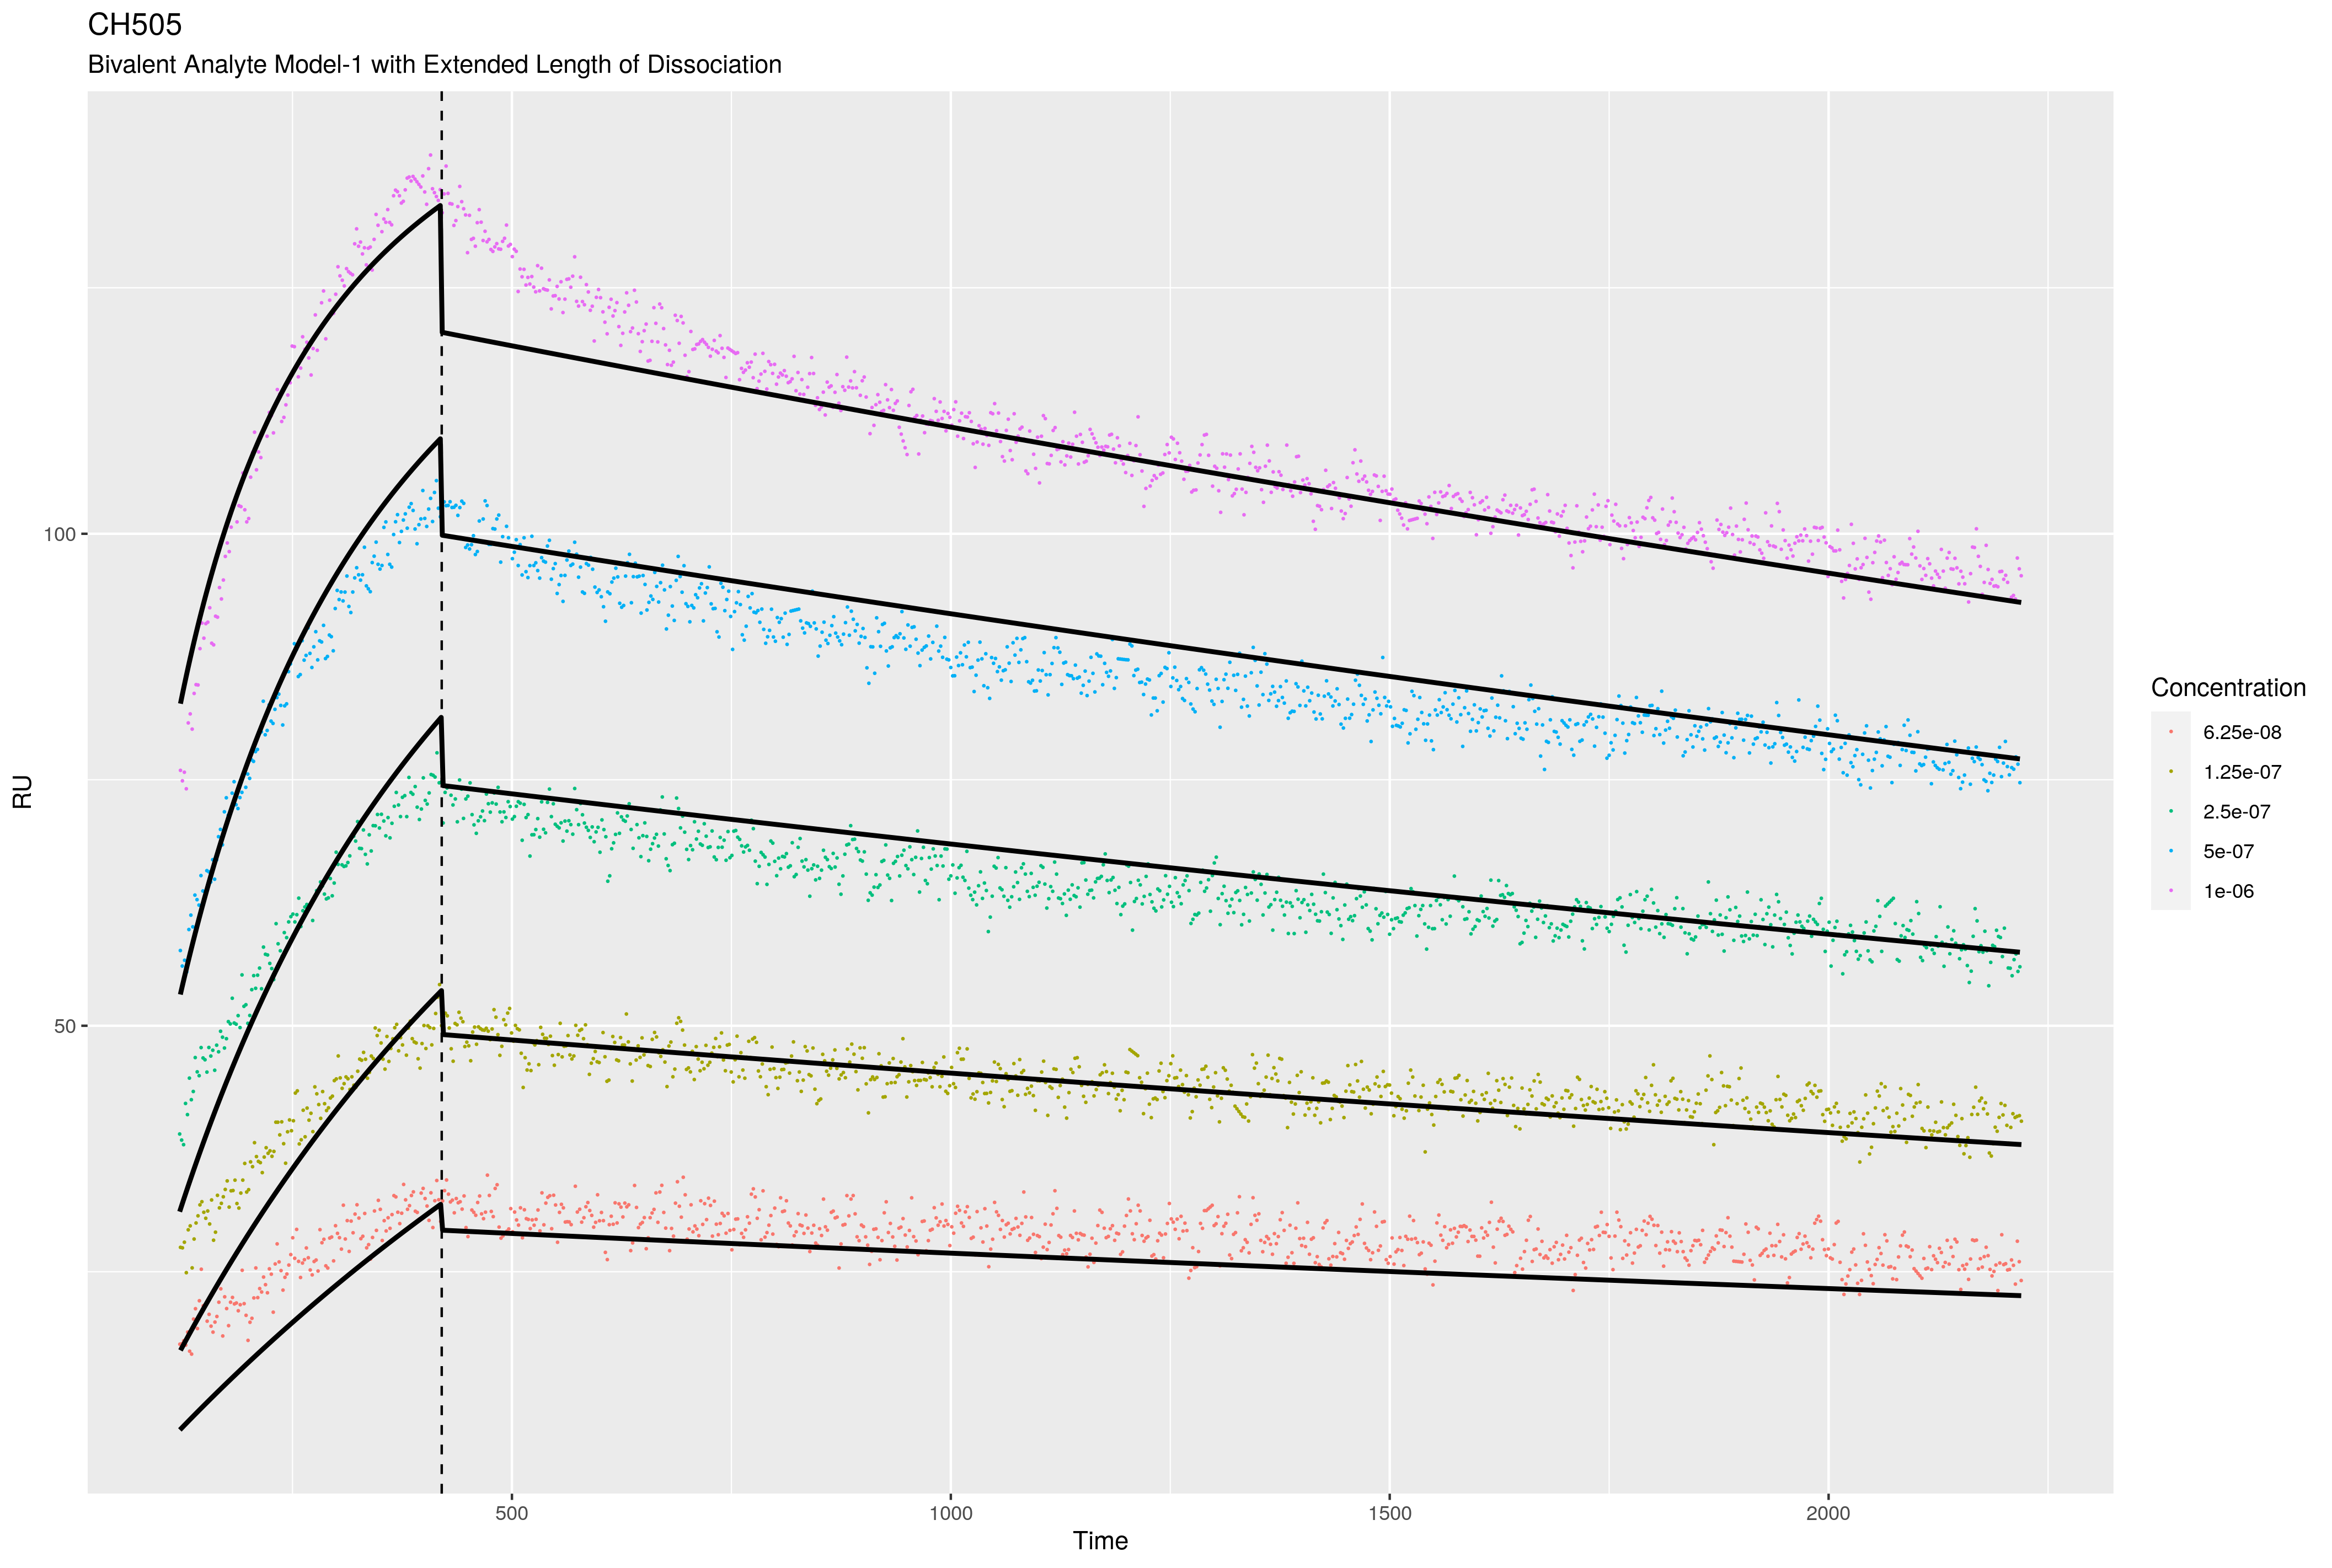 CH505
Bivalent Analyte Model-1 with Extended Length of Dissociation
RU
100
50
500
1000
1500
2000
Time
Concentration
6.25e-08
1.25e-07
2.5e-07
5e-07
1e-06